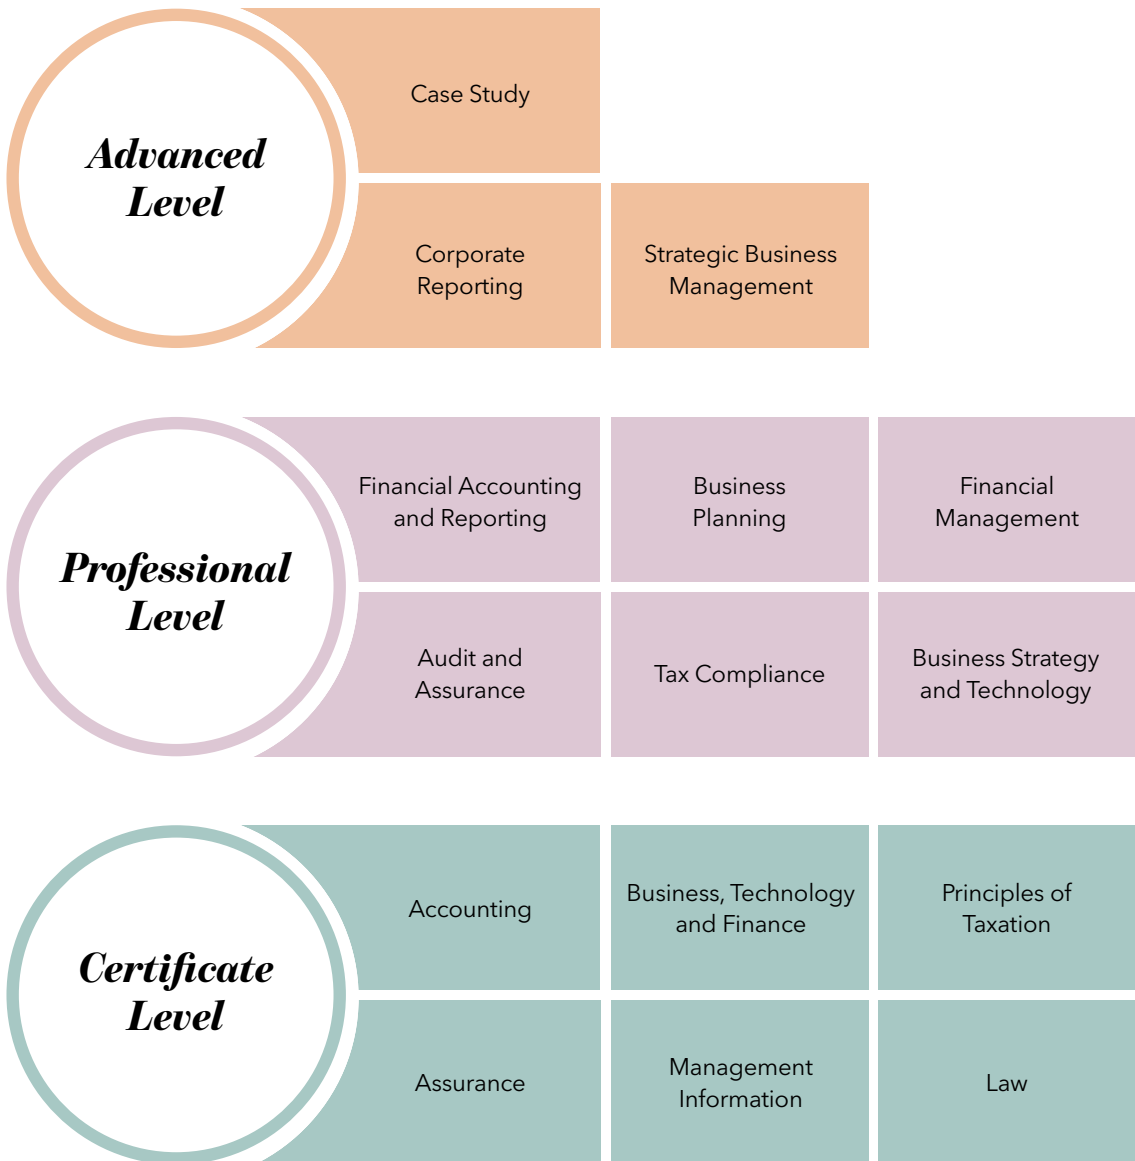 Advanced
Level
Case Study
Corporate
Reporting
Strategic Business
Management
Professional
Level
Financial Accounting
and Reporting
Business
Planning
Financial
Management
Audit and
Assurance
Tax Compliance
Business Strategy
and Technology
Certificate
Level
Accounting
Business, Technology
and Finance
Principles of
Taxation
Assurance
Management
Information
Law